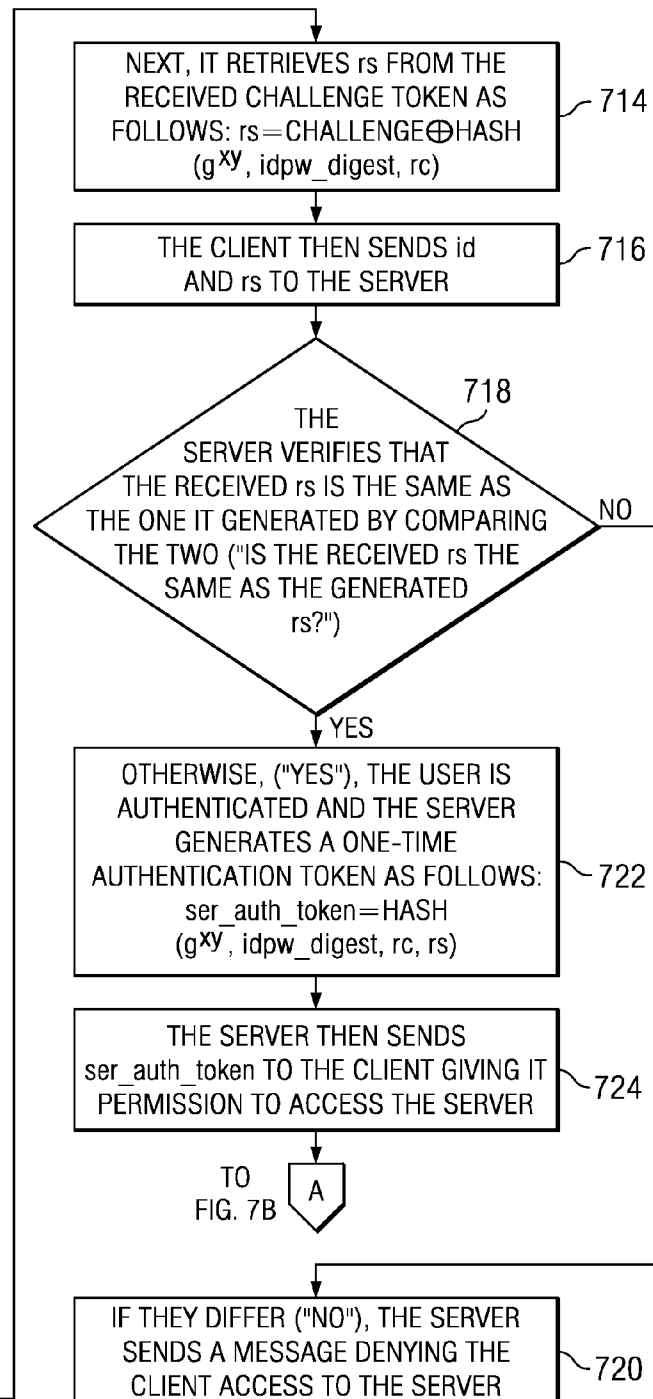 NEXT, IT RETRIEVES rs FROM THE
RECEIVED CHALLENGE TOKEN AS
FOLLOWS: rs=CHALLENGE⊕HASH
(g^xy, idpw_digest, rc)
714
THE CLIENT THEN SENDS id
AND rs TO THE SERVER
716
718
THE
SERVER VERIFIES THAT
THE RECEIVED rs IS THE SAME AS
THE ONE IT GENERATED BY COMPARING
THE TWO ("IS THE RECEIVED rs THE
SAME AS THE GENERATED
rs?")
NO
YES
OTHERWISE, ("YES"), THE USER IS
AUTHENTICATED AND THE SERVER
GENERATES A ONE-TIME
AUTHENTICATION TOKEN AS FOLLOWS:
ser_auth_token=HASH
(g^xy, idpw_digest, rc, rs)
722
THE SERVER THEN SENDS
ser_auth_token TO THE CLIENT GIVING IT
PERMISSION TO ACCESS THE SERVER
724
TO
FIG. 7B
A
IF THEY DIFFER ("NO"), THE SERVER
SENDS A MESSAGE DENYING THE
CLIENT ACCESS TO THE SERVER
720